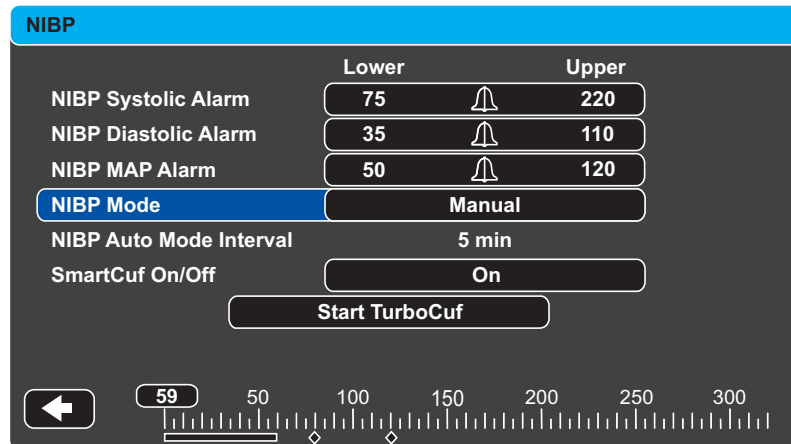 NIBP
Lower Upper
NIBP Systolic Alarm 75 220
NIBP Diastolic Alarm 35 110
NIBP MAP Alarm 50 120
NIBP Mode Manual
NIBP Auto Mode Interval 5 min
SmartCuf On/Off On
Start TurboCuf
59 50 100 150 200 250 300